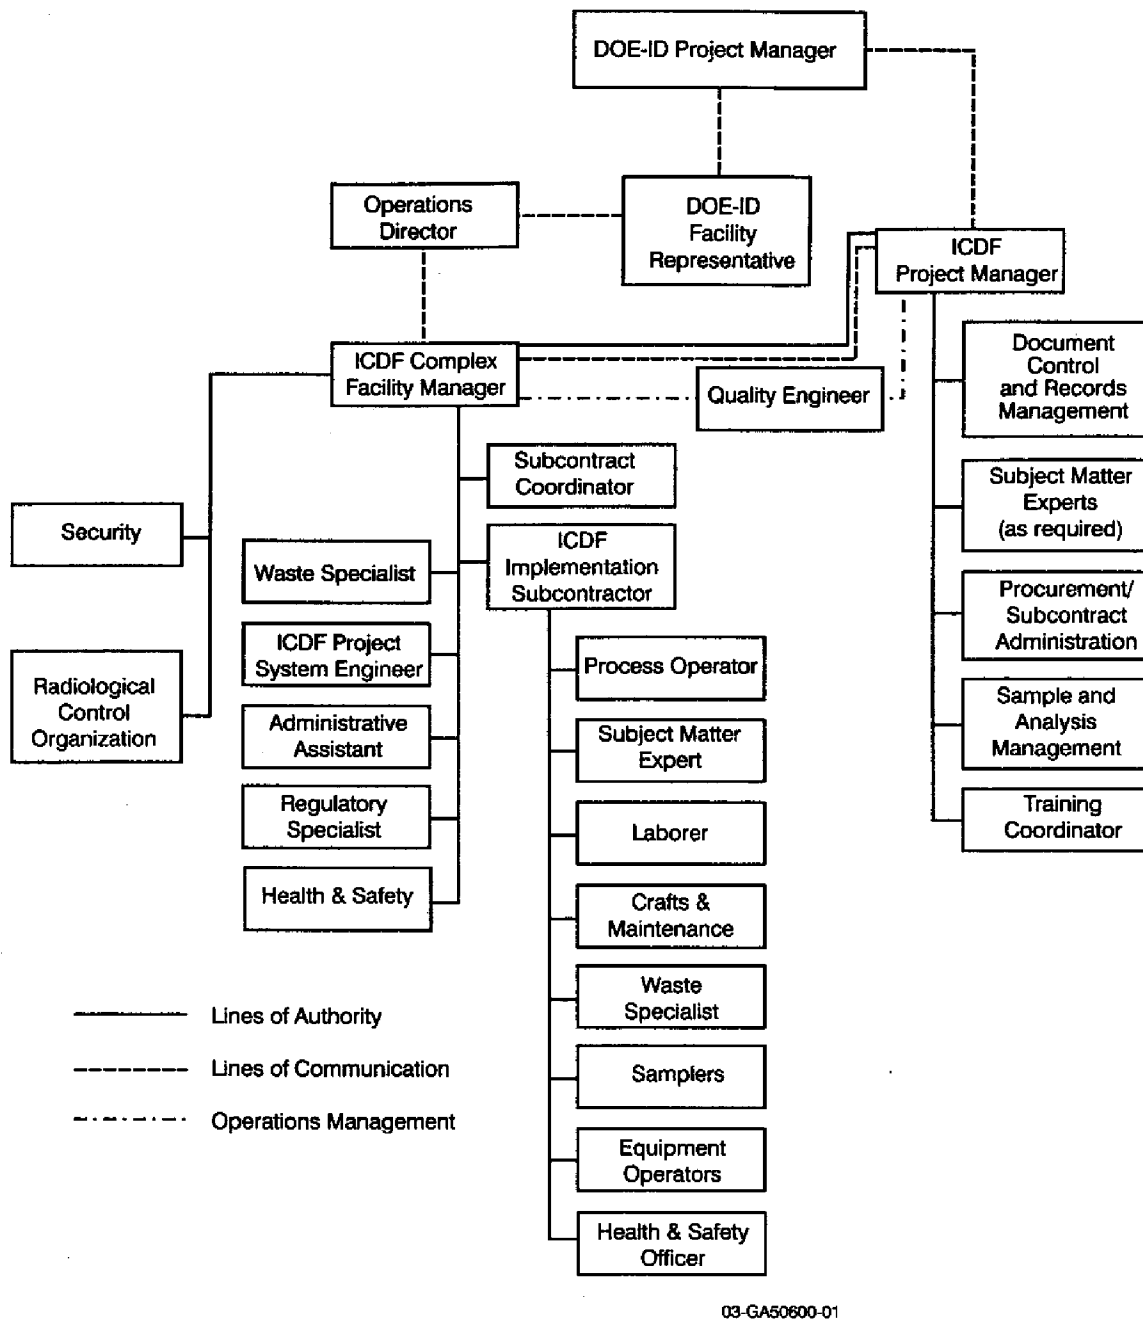 DOE-ID Project Manager
Operations
Director
DOE-ID
Facility
Representative
ICDF
Project Manager
ICDF Complex
Facility Manager
Quality Engineer
Document
Control
and Records
Management
Subcontract
Coordinator
Subject Matter
Experts
(as required)
Security
ICDF
Implementation
Subcontractor
Waste Specialist
Procurement/
Subcontract
Administration
ICDF Project
System Engineer
Process Operator
Radiological
Control
Organization
Sample and
Analysis
Management
Administrative
Assistant
Subject Matter
Expert
Regulatory
Specialist
Training
Coordinator
Laborer
Health & Safety
Crafts &
Maintenance
Waste
Specialist
Samplers
Equipment
Operators
Health & Safety
Officer
Lines of Authority
Lines of Communication
Operations Management
03-GA50600-01